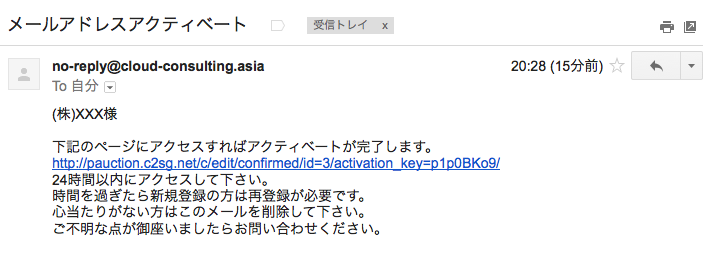 メールアドレスアクティベート
受信トレイ x
no-reply@cloud-consulting.asia
20:28 (15分前)
To 自分
(株)XXX様
下記のページにアクセスすればアクティベートが完了します。
http://pauction.c2sg.net/c/edit/confirmed/id=3/activation_key=p1p0BKo9/
24時間以内にアクセスして下さい。
時間を過ぎたら新規登録の方は再登録が必要です。
心当たりがない方はこのメールを削除して下さい。
ご不明な点が御座いましたらお問い合わせください。